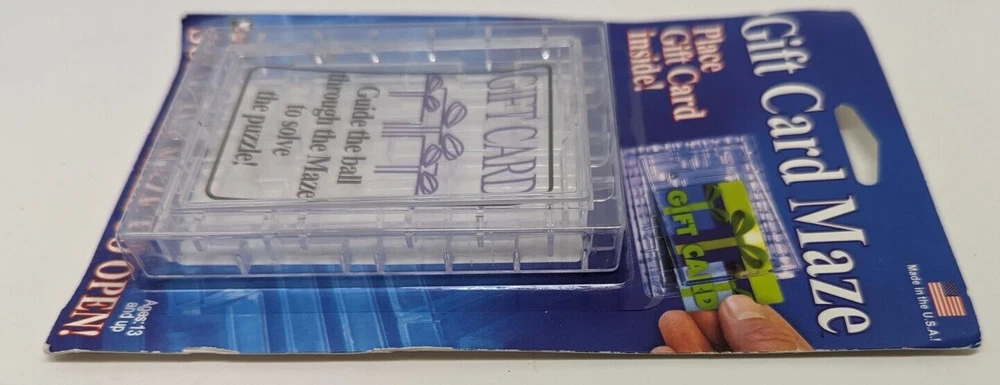 Gift Card Maze
Place
Gift Card
inside!
GIFT CARD
Made in the U.S.A.!
GIFT CARD
Guide the ball
through the Maze
to solve
the puzzle!
OPEN!
Ages: 13
and up